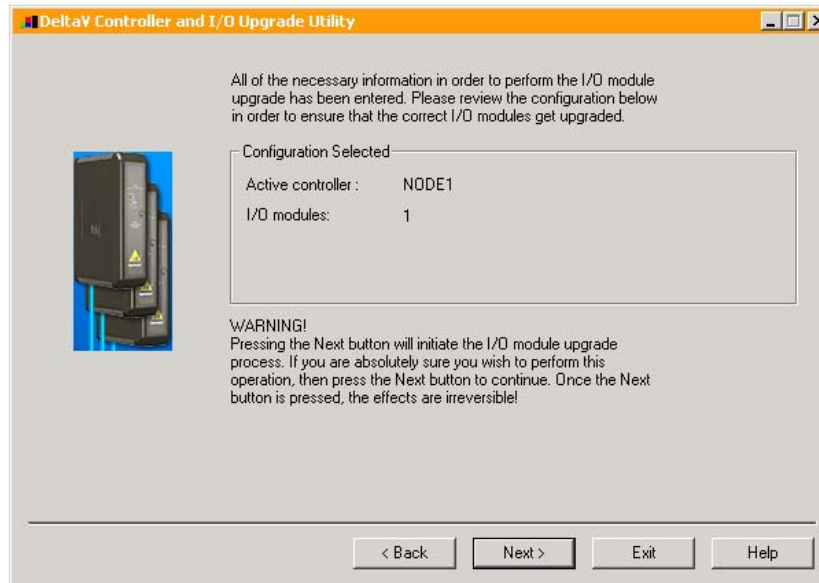 DeltaV Controller and I/O Upgrade Utility
All of the necessary information in order to perform the I/O module
upgrade has been entered. Please review the configuration below
in order to ensure that the correct I/O modules get upgraded.
Configuration Selected
Active controller : NODE1
I/O modules: 1
WARNING!
Pressing the Next button will initiate the I/O module upgrade
process. If you are absolutely sure you wish to perform this
operation, then press the Next button to continue. Once the Next
button is pressed, the effects are irreversible!
< Back Next > Exit Help